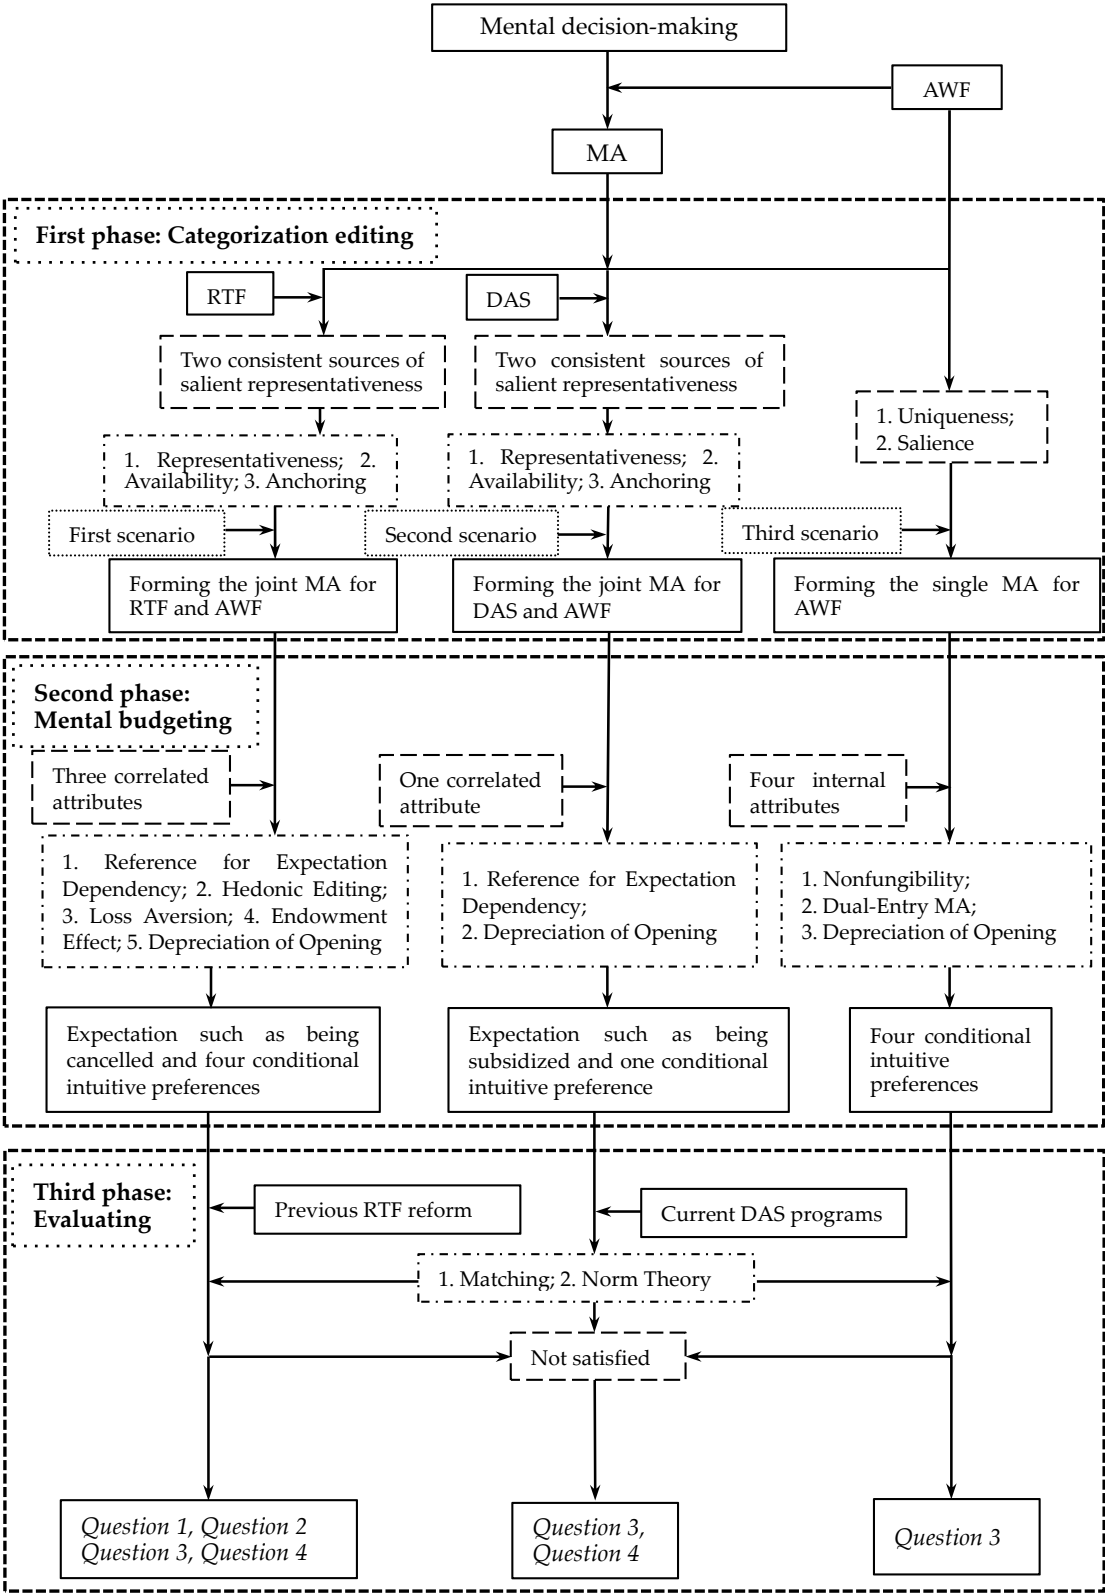 Mental decision-making
AWF
MA
First phase: Categorization editing
RTF
DAS
Two consistent sources of
salient representativeness
Two consistent sources of
salient representativeness
1. Uniqueness;
2. Salience
1. Representativeness; 2.
Availability; 3. Anchoring
1. Representativeness; 2.
Availability; 3. Anchoring
First scenario
Second scenario
Third scenario
Forming the joint MA for
RTF and AWF
Forming the joint MA for
DAS and AWF
Forming the single MA for
AWF
Second phase:
Mental budgeting
Three correlated
attributes
One correlated
attribute
Four internal
attributes
1. Reference for Expectation
Dependency; 2. Hedonic Editing;
3. Loss Aversion; 4. Endowment
Effect; 5. Depreciation of Opening
1. Reference for Expectation
Dependency;
2. Depreciation of Opening
1. Nonfungibility;
2. Dual-Entry MA;
3. Depreciation of Opening
Expectation such as being
cancelled and four conditional
intuitive preferences
Expectation such as being
subsidized and one conditional
intuitive preference
Four conditional
intuitive
preferences
Third phase:
Evaluating
Previous RTF reform
Current DAS programs
1. Matching; 2. Norm Theory
Not satisfied
Question 1, Question 2
Question 3, Question 4
Question 3,
Question 4
Question 3